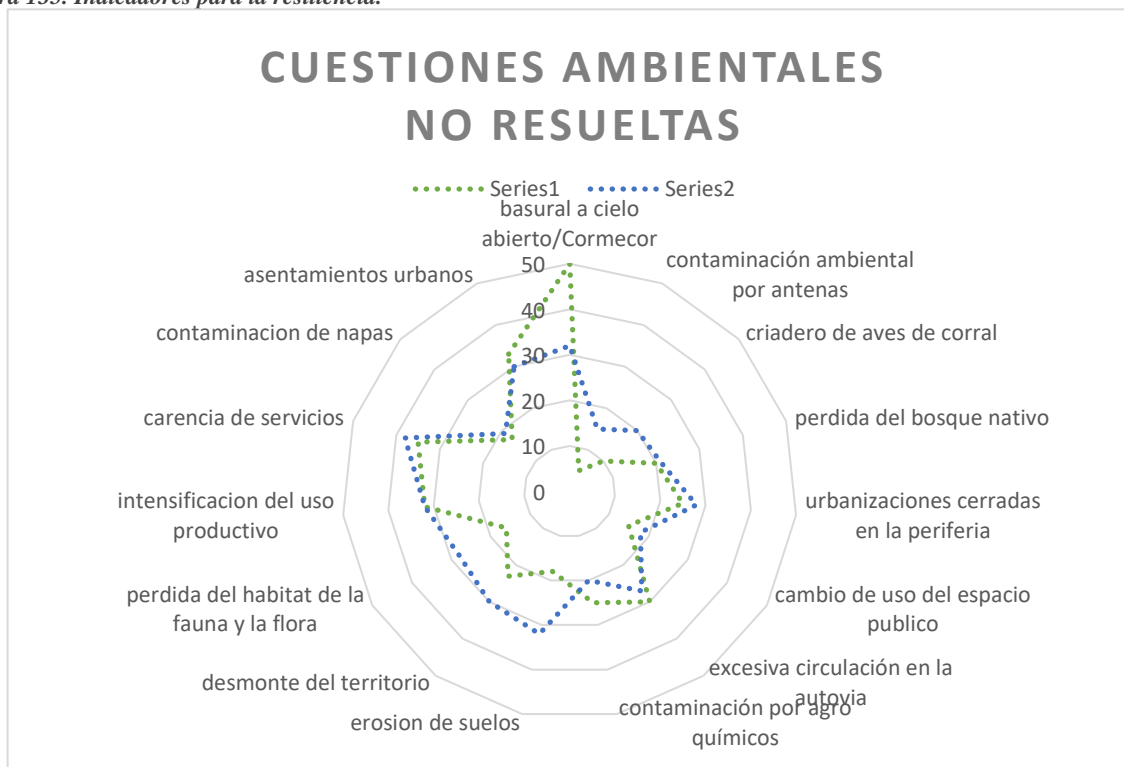 135. Indicadores para la resiliencia.
CUESTIONES AMBIENTALES
NO RESUELTAS
Series1 Series2
basural a cielo
abierto/Cormecor
contaminación ambiental
por antenas
criadero de aves de corral
perdida del bosque nativo
urbanizaciones cerradas
en la periferia
cambio de uso del espacio
publico
excesiva circulación en la
autovia
contaminación por agro
químicos
erosion de suelos
desmonte del territorio
perdida del habitat de la
fauna y la flora
intensificacion del uso
productivo
carencia de servicios
contaminacion de napas
asentamientos urbanos
50
40
30
20
10
0